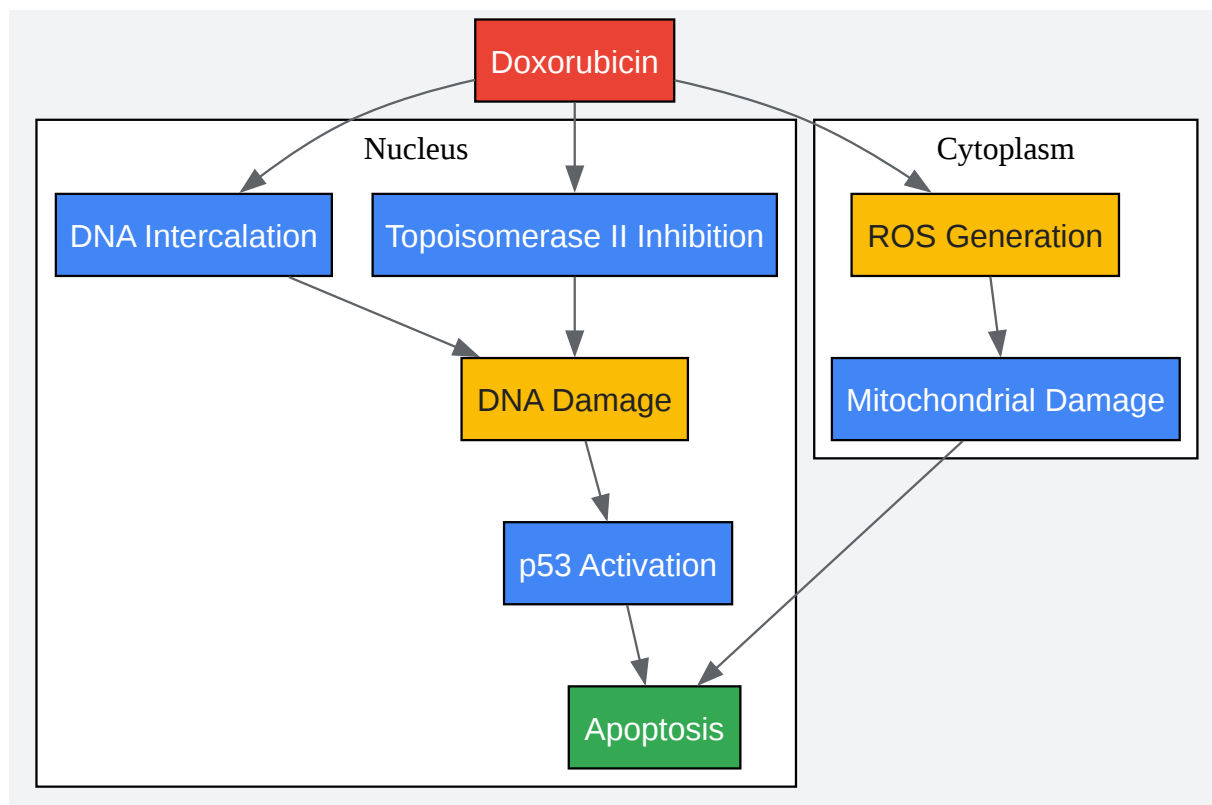 Doxorubicin
Nucleus
Cytoplasm
DNA Intercalation
Topoisomerase II Inhibition
ROS Generation
DNA Damage
Mitochondrial Damage
p53 Activation
Apoptosis